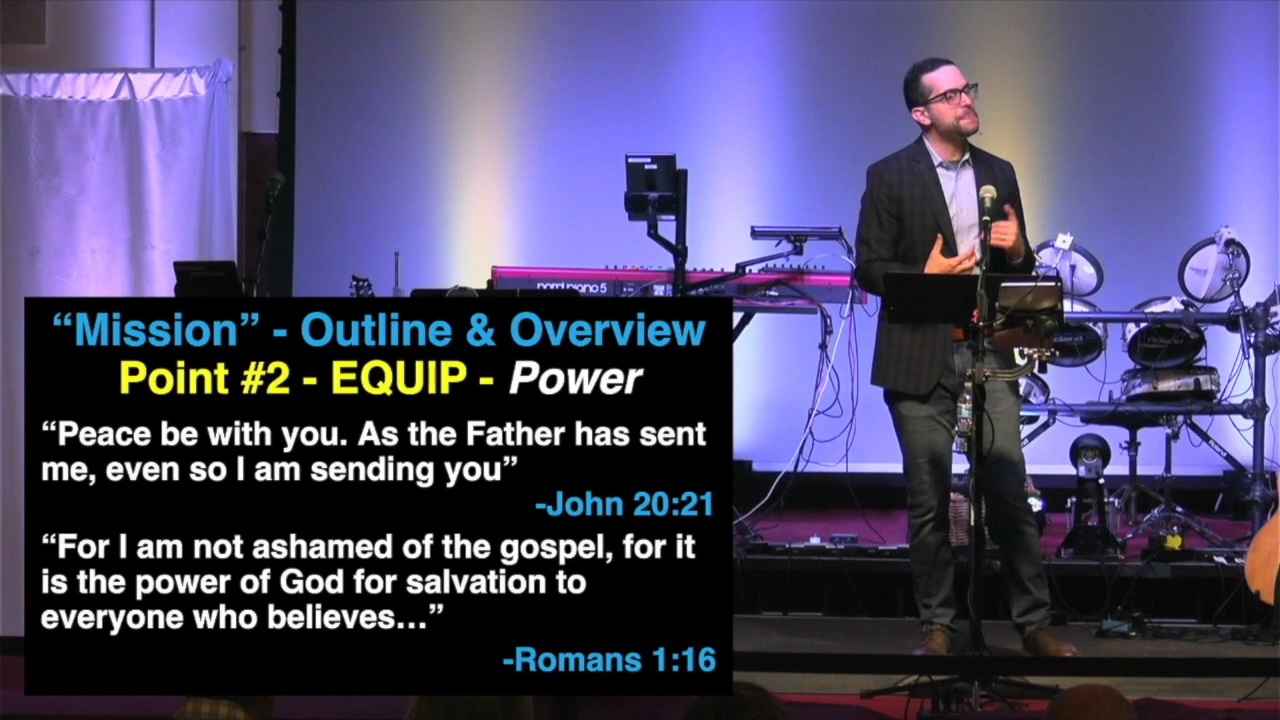 “Mission” - Outline & Overview
Point #2 - EQUIP - Power
“Peace be with you. As the Father has sent
me, even so I am sending you”
-John 20:21
“For I am not ashamed of the gospel, for it
is the power of God for salvation to
everyone who believes…”
-Romans 1:16
nord piano 5
Roland
Roland